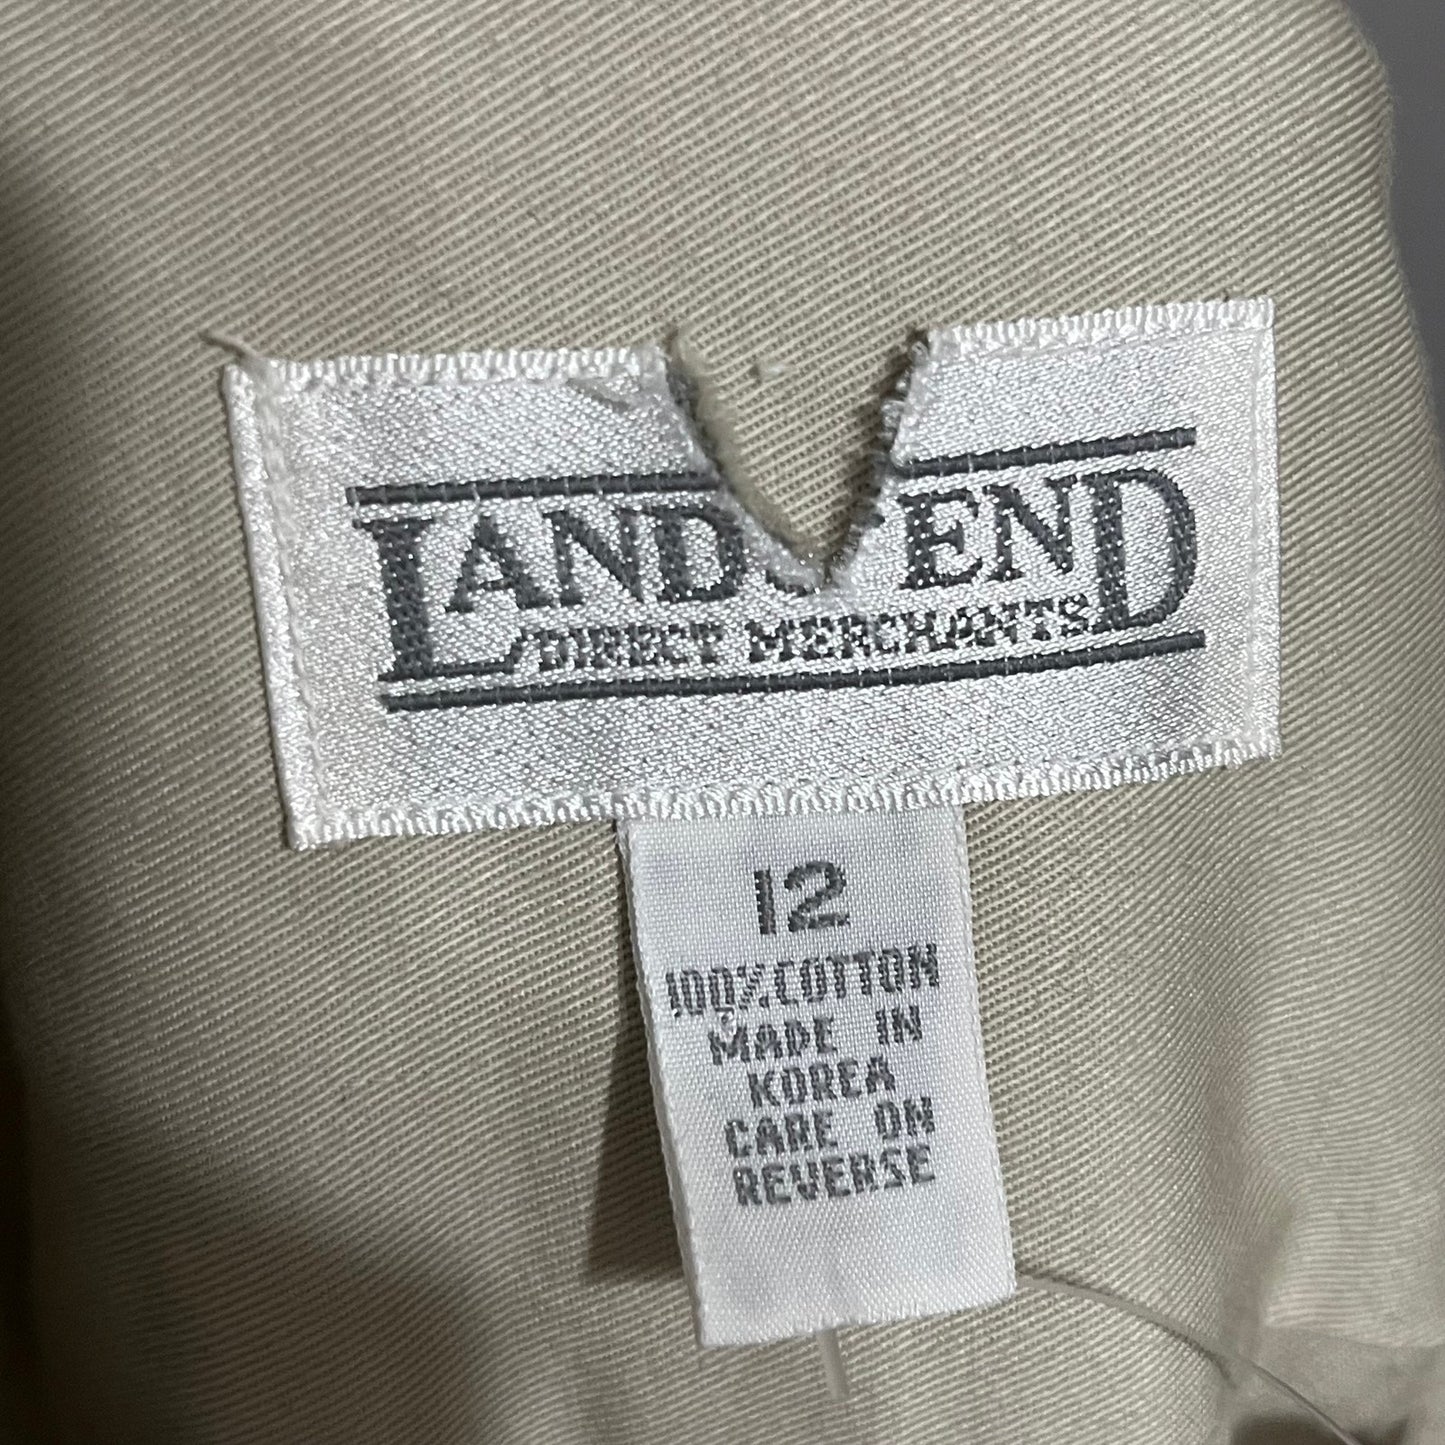 LANDS' END
DIRECT MERCHANTS
12
100% COTTON
MADE IN
KOREA
CARE ON
REVERSE